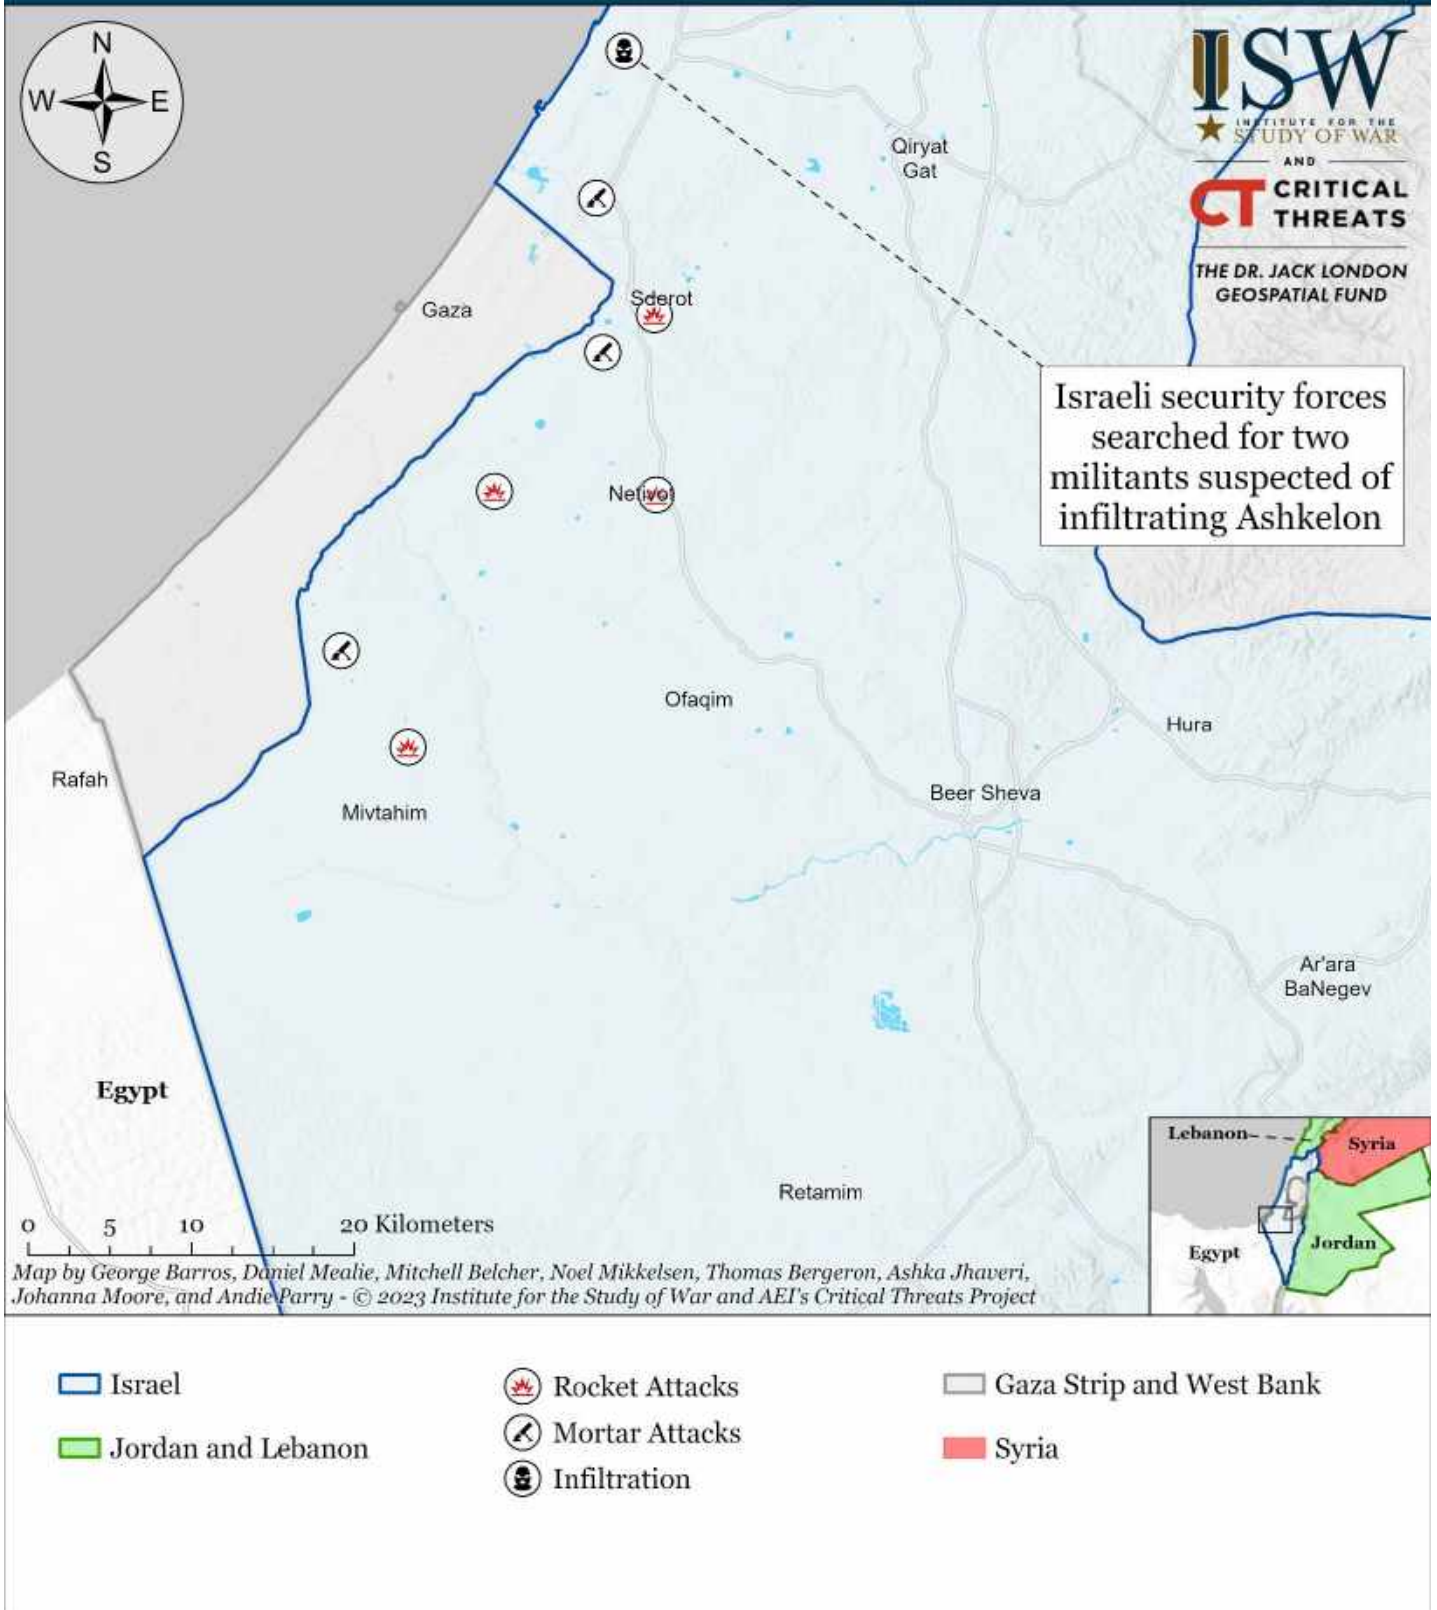 N
W
E
S
ISW
INSTITUTE FOR THE
STUDY OF WAR
AND
CT CRITICAL
THREATS
THE DR. JACK LONDON
GEOSPATIAL FUND
Qiryat
Gat
Sderot
Gaza
Israeli security forces
searched for two
militants suspected of
infiltrating Ashkelon
Netivot
Ofaqim
Hura
Rafah
Beer Sheva
Mivtahim
Ar'ara
BaNegev
Egypt
Retamim
Lebanon
Syria
Egypt
Jordan
0 5 10 20 Kilometers
Map by George Barros, Daniel Mealie, Mitchell Belcher, Noel Mikkelsen, Thomas Bergeron, Ashka Jhaveri,
Johanna Moore, and Andie Parry - © 2023 Institute for the Study of War and AEI's Critical Threats Project
Israel
Jordan and Lebanon
Rocket Attacks
Mortar Attacks
Infiltration
Gaza Strip and West Bank
Syria